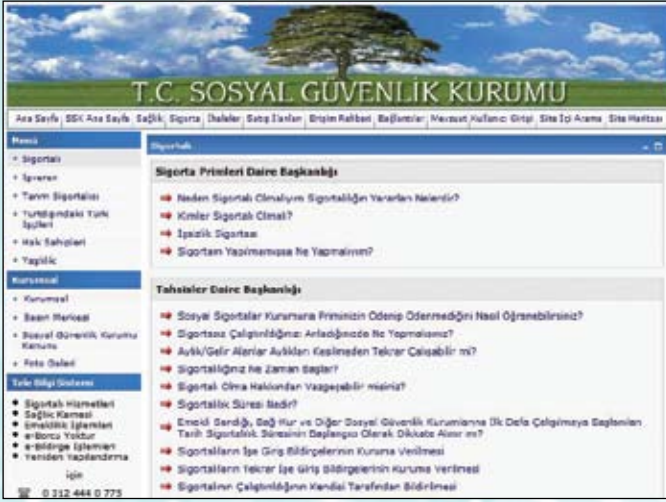 T.C. SOSYAL GÜVENLİK KURUMU
Ana Sayfa SSK Ana Sayfa Sağlık Sigorta İhaleler Satış İlanları Erişim Rehberi Bağlantılar Mevzuat Kullanıcı Girişi Site İçi Arama Site Haritası
Menü
Sigortalı
İşveren
Tarım Sigortalısı
Yurtdışındaki Türk
İşçileri
Hak Sahipleri
Yaşlılık
Kurumsal
Kurumsal
Basın Merkezi
Sosyal Güvenlik Kurumu
Kanunu
Foto Galeri
Tele Bilgi Sistemi
Sigortalı Hizmetleri
Sağlık Karnesi
Emeklilik İşlemleri
e-Borcu Yoktur
e-Bildirge İşlemleri
Yeniden Yapılandırma
için
0 312 444 0 775
Sigortalı
Sigorta Primleri Daire Başkanlığı
Neden Sigortalı Olmalıyım Sigortalılığın Yararları Nelerdir?
Kimler Sigortalı Olmalı?
İşsizlik Sigortası
Sigortam Yapılmamışsa Ne Yapmalıyım?
Tahsisler Daire Başkanlığı
Sosyal Sigortalar Kurumuna Priminizin Ödenip Ödenmediğini Nasıl Öğrenebilirsiniz?
Sigortasız Çalıştırıldığınızı Anladığınızda Ne Yapmalısınız?
Aylık/Gelir Alanlar Aylıkları Kesilmeden Tekrar Çalışabilir mi?
Sigortalılığınız Ne Zaman Başlar?
Sigortalı Olma Hakkından Vazgeçebilir misiniz?
Sigortalılık Süresi Nedir?
Emekli Sandığı, Bağ Kur ve Diğer Sosyal Güvenlik Kurumlarına İlk Defa Çalışmaya Başlanılan
Tarih Sigortalılık Süresinin Başlangıcı Olarak Dikkate Alınır mı?
Sigortalıların İşe Giriş Bildirgelerinin Kuruma Verilmesi
Sigortalıların Tekrar İşe Giriş Bildirgelerinin Kuruma Verilmesi
Sigortalının Çalıştırıldığının Kendisi Tarafından Bildirilmesi